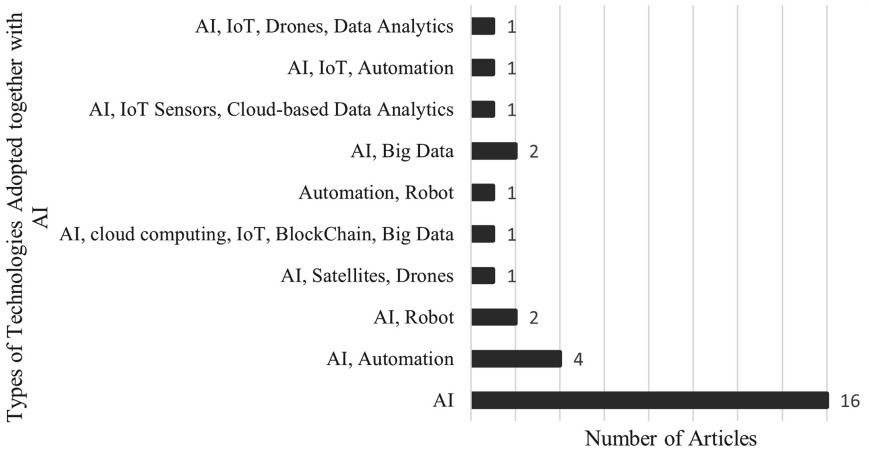 Types of Technologies Adopted together with
AI
AI, IoT, Drones, Data Analytics 1
AI, IoT, Automation 1
AI, IoT Sensors, Cloud-based Data Analytics 1
AI, Big Data 2
Automation, Robot 1
AI, cloud computing, IoT, BlockChain, Big Data 1
AI, Satellites, Drones 1
AI, Robot 2
AI, Automation 4
AI 16
Number of Articles